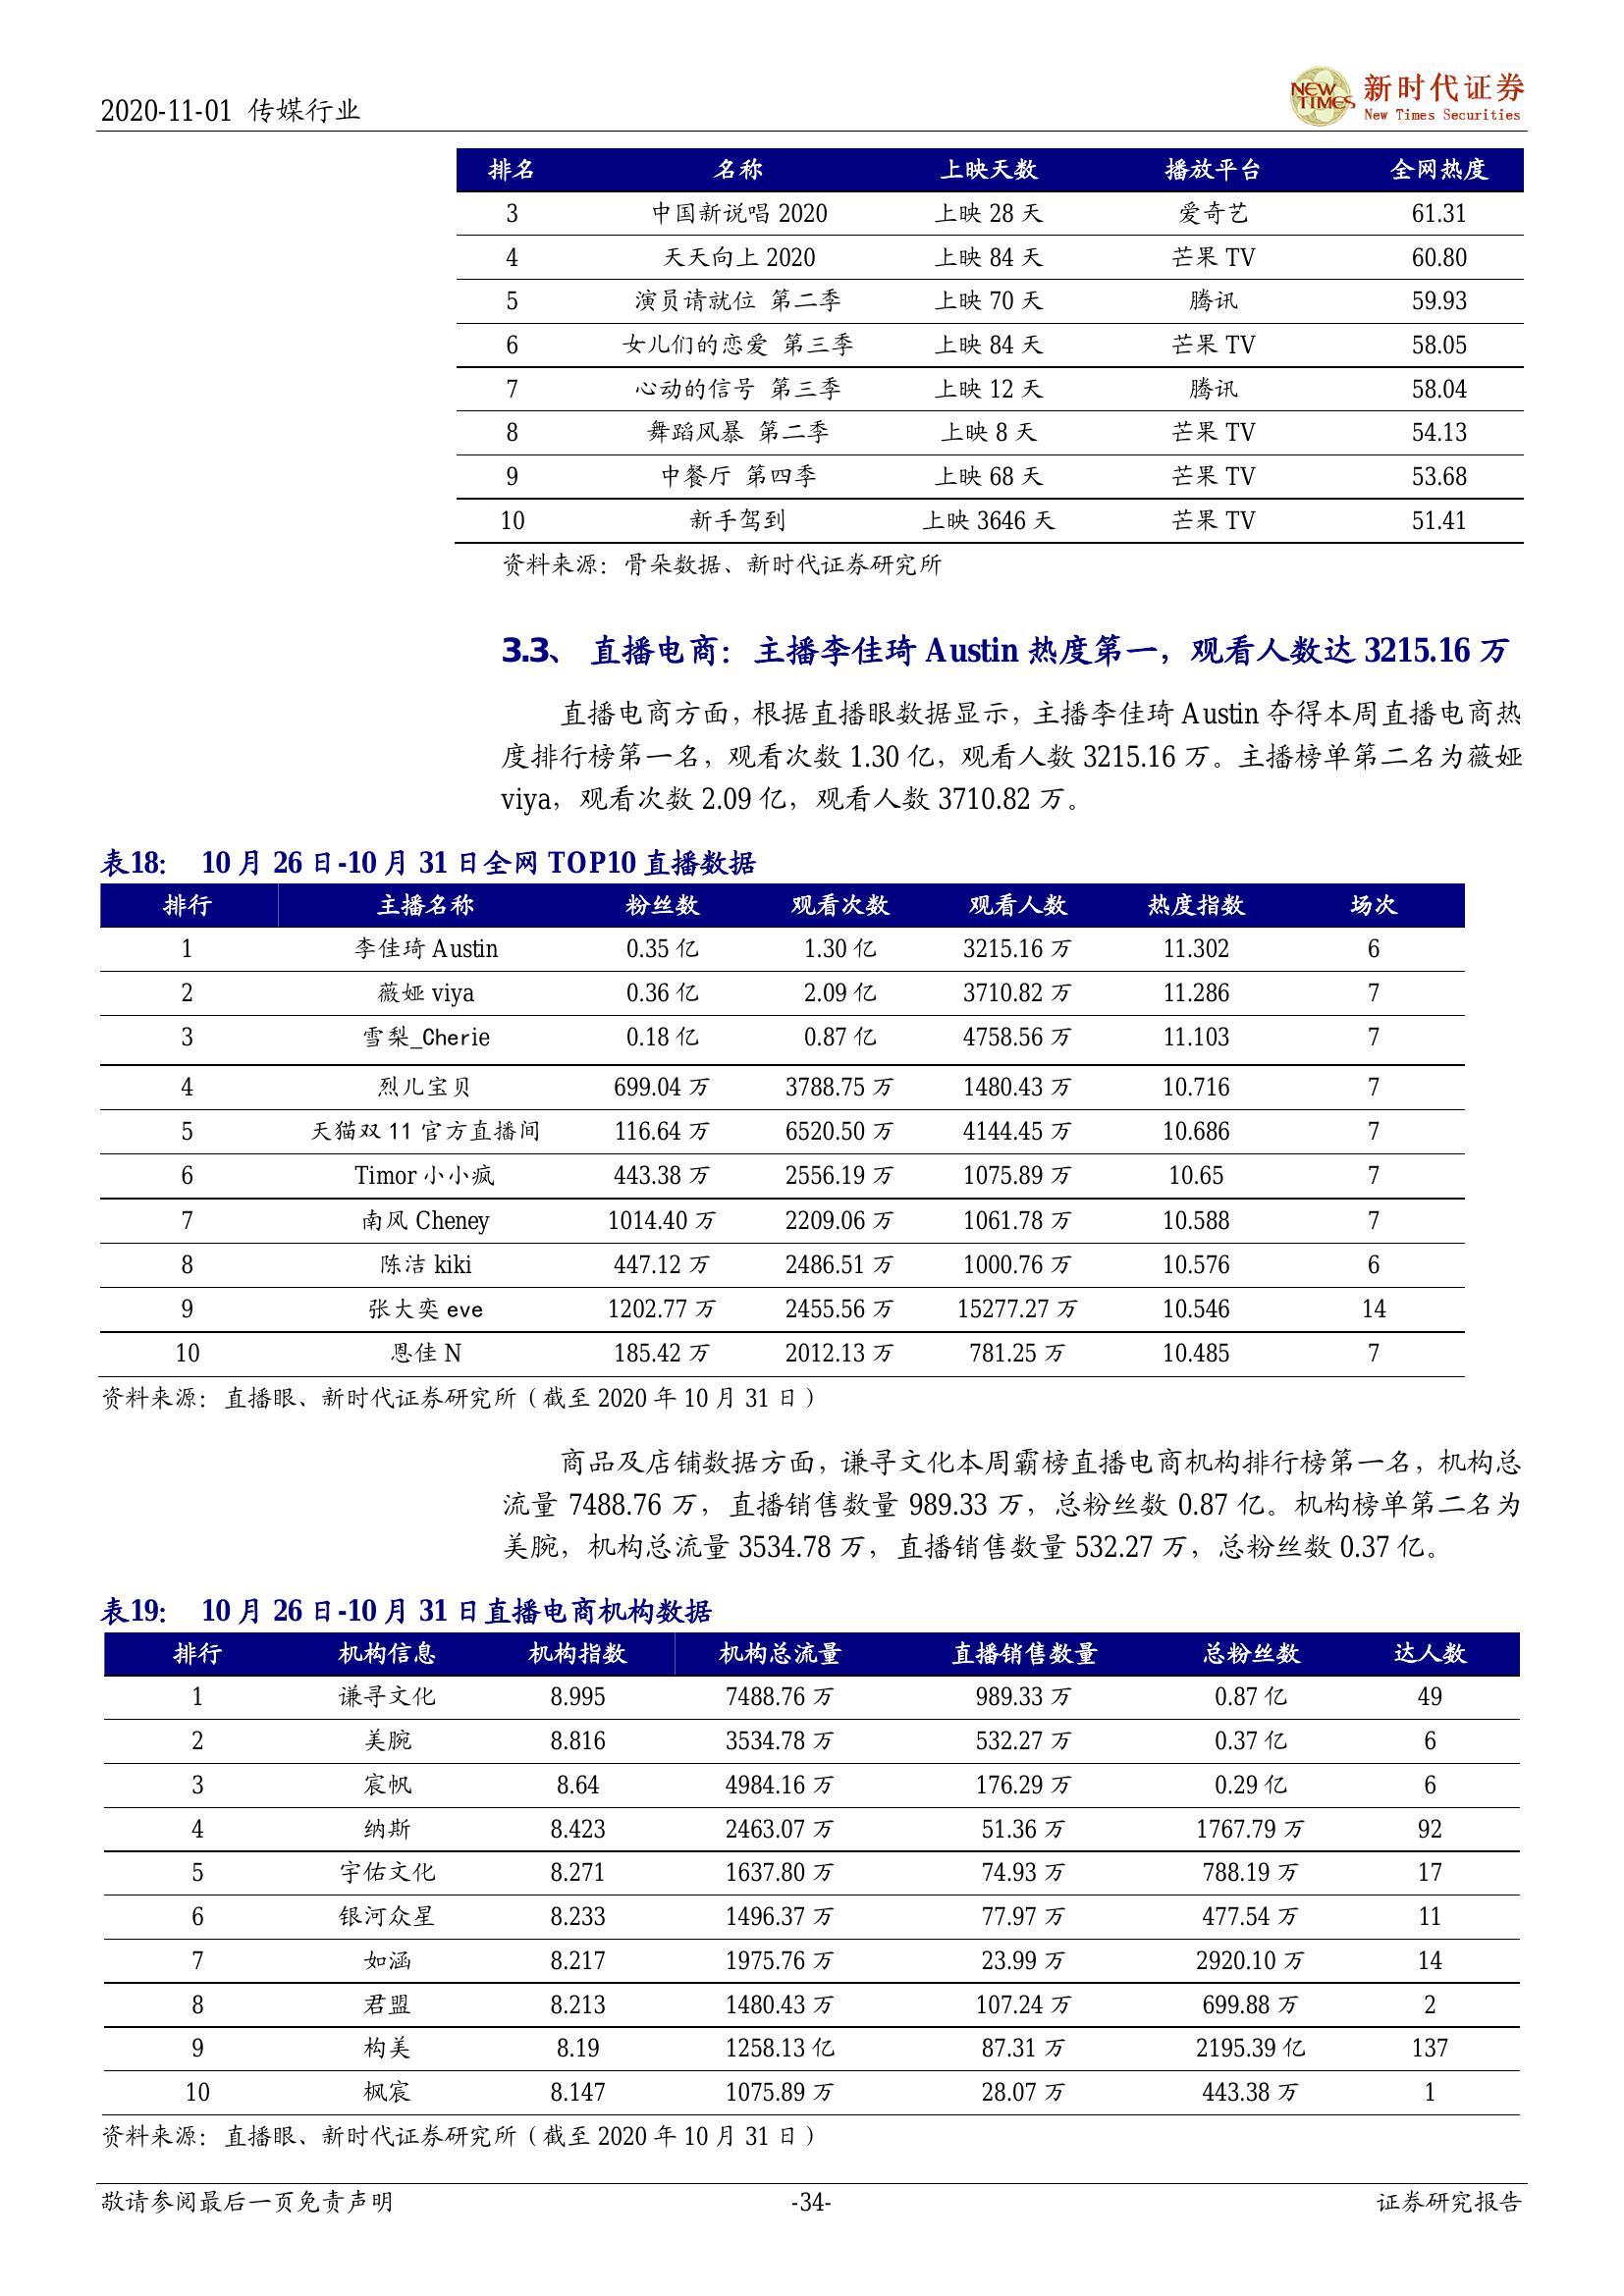 2020-11-01 传媒行业
NEW TIMES 新时代证券
New Times Securities
排名 名称 上映天数 播放平台 全网热度
3 中国新说唱 2020 上映 28 天 爱奇艺 61.31
4 天天向上 2020 上映 84 天 芒果 TV 60.80
5 演员请就位 第二季 上映 70 天 腾讯 59.93
6 女儿们的恋爱 第三季 上映 84 天 芒果 TV 58.05
7 心动的信号 第三季 上映 12 天 腾讯 58.04
8 舞蹈风暴 第二季 上映 8 天 芒果 TV 54.13
9 中餐厅 第四季 上映 68 天 芒果 TV 53.68
10 新手驾到 上映 3646 天 芒果 TV 51.41
资料来源：骨朵数据、新时代证券研究所
3.3、 直播电商：主播李佳琦 Austin 热度第一，观看人数达 3215.16 万
直播电商方面，根据直播眼数据显示，主播李佳琦 Austin 夺得本周直播电商热
度排行榜第一名，观看次数 1.30 亿，观看人数 3215.16 万。主播榜单第二名为薇娅
viya，观看次数 2.09 亿，观看人数 3710.82 万。
表18： 10 月 26 日-10 月 31 日全网 TOP10 直播数据
排行 主播名称 粉丝数 观看次数 观看人数 热度指数 场次
1 李佳琦 Austin 0.35 亿 1.30 亿 3215.16 万 11.302 6
2 薇娅 viya 0.36 亿 2.09 亿 3710.82 万 11.286 7
3 雪梨_Cherie 0.18 亿 0.87 亿 4758.56 万 11.103 7
4 烈儿宝贝 699.04 万 3788.75 万 1480.43 万 10.716 7
5 天猫双 11 官方直播间 116.64 万 6520.50 万 4144.45 万 10.686 7
6 Timor 小小疯 443.38 万 2556.19 万 1075.89 万 10.65 7
7 南风 Cheney 1014.40 万 2209.06 万 1061.78 万 10.588 7
8 陈洁 kiki 447.12 万 2486.51 万 1000.76 万 10.576 6
9 张大奕 eve 1202.77 万 2455.56 万 15277.27 万 10.546 14
10 恩佳 N 185.42 万 2012.13 万 781.25 万 10.485 7
资料来源：直播眼、新时代证券研究所（截至 2020 年 10 月 31 日）
商品及店铺数据方面，谦寻文化本周霸榜直播电商机构排行榜第一名，机构总
流量 7488.76 万，直播销售数量 989.33 万，总粉丝数 0.87 亿。机构榜单第二名为
美腕，机构总流量 3534.78 万，直播销售数量 532.27 万，总粉丝数 0.37 亿。
表19： 10 月 26 日-10 月 31 日直播电商机构数据
排行 机构信息 机构指数 机构总流量 直播销售数量 总粉丝数 达人数
1 谦寻文化 8.995 7488.76 万 989.33 万 0.87 亿 49
2 美腕 8.816 3534.78 万 532.27 万 0.37 亿 6
3 宸帆 8.64 4984.16 万 176.29 万 0.29 亿 6
4 纳斯 8.423 2463.07 万 51.36 万 1767.79 万 92
5 宇佑文化 8.271 1637.80 万 74.93 万 788.19 万 17
6 银河众星 8.233 1496.37 万 77.97 万 477.54 万 11
7 如涵 8.217 1975.76 万 23.99 万 2920.10 万 14
8 君盟 8.213 1480.43 万 107.24 万 699.88 万 2
9 构美 8.19 1258.13 亿 87.31 万 2195.39 亿 137
10 枫宸 8.147 1075.89 万 28.07 万 443.38 万 1
资料来源：直播眼、新时代证券研究所（截至 2020 年 10 月 31 日）
敬请参阅最后一页免责声明 -34- 证券研究报告